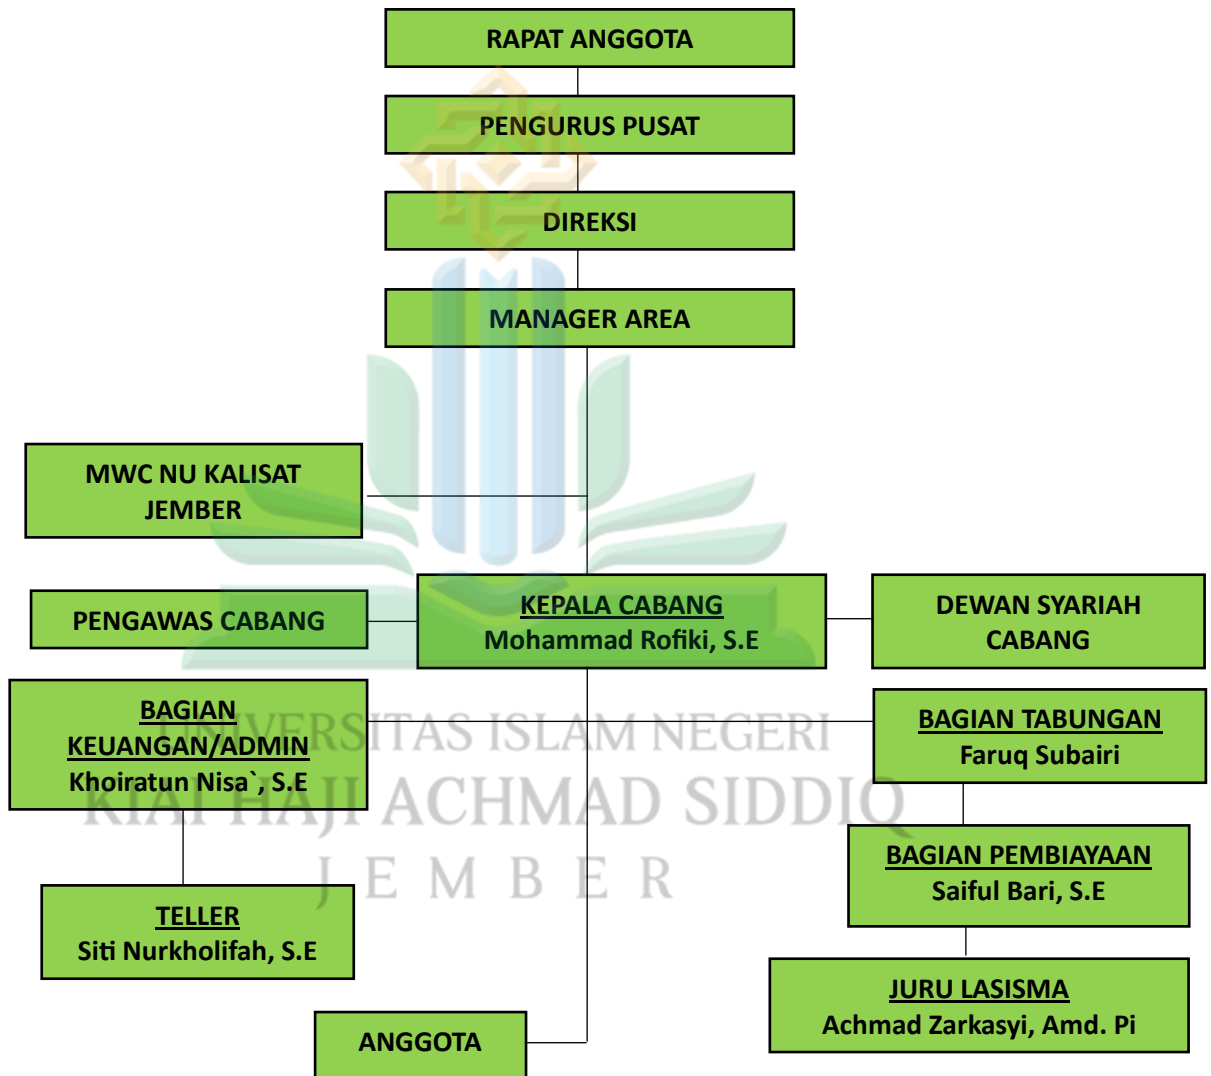 RAPAT ANGGOTA
PENGURUS PUSAT
DIREKSI
MANAGER AREA
MWC NU KALISAT
JEMBER
PENGAWAS CABANG
KEPALA CABANG
Mohammad Rofiki, S.E
DEWAN SYARIAH
CABANG
BAGIAN
KEUANGAN/ADMIN
Khoiratun Nisa`, S.E
BAGIAN TABUNGAN
Faruq Subairi
UNIVERSITAS ISLAM NEGERI
KIAI HAJI ACHMAD SIDDIQ
JEMBER
BAGIAN PEMBIAYAAN
Saiful Bari, S.E
TELLER
Siti Nurkholifah, S.E
JURU LASISMA
Achmad Zarkasyi, Amd. Pi
ANGGOTA